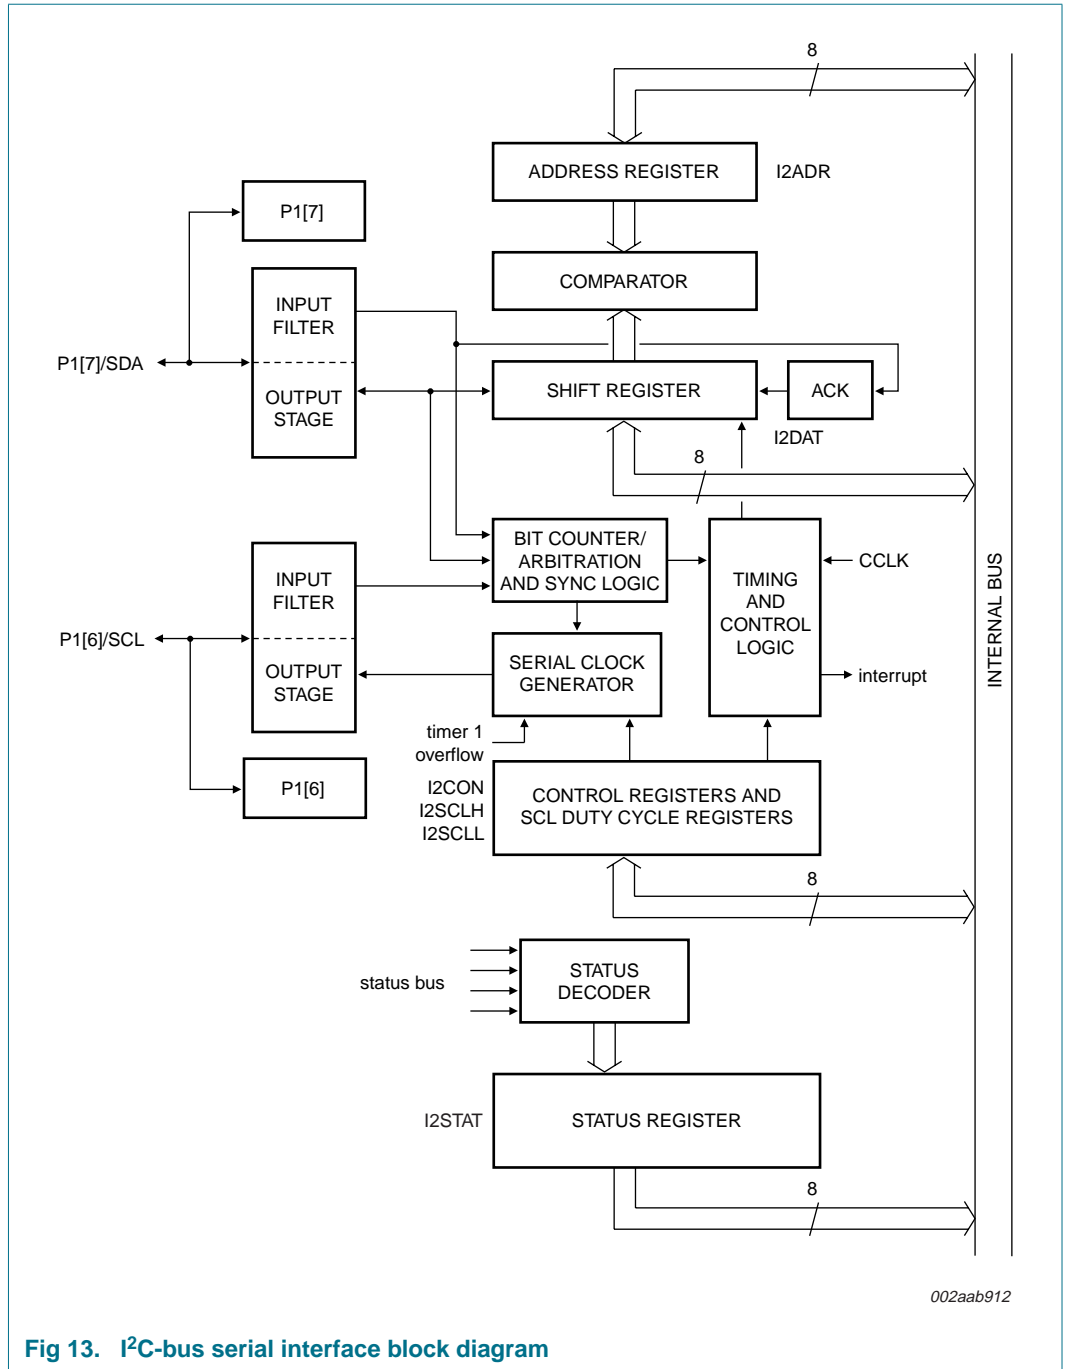 8
ADDRESS REGISTER
I2ADR
P1[7]
COMPARATOR
INPUT
FILTER
P1[7]/SDA
OUTPUT
STAGE
SHIFT REGISTER
ACK
I2DAT
8
BIT COUNTER/
ARBITRATION
AND SYNC LOGIC
INPUT
FILTER
TIMING
AND
CONTROL
LOGIC
CCLK
INTERNAL BUS
P1[6]/SCL
OUTPUT
STAGE
SERIAL CLOCK
GENERATOR
interrupt
timer 1
overflow
P1[6]
I2CON
I2SCLH
I2SCLL
CONTROL REGISTERS AND
SCL DUTY CYCLE REGISTERS
8
status bus
STATUS
DECODER
I2STAT
STATUS REGISTER
8
002aab912
Fig 13. I²C-bus serial interface block diagram